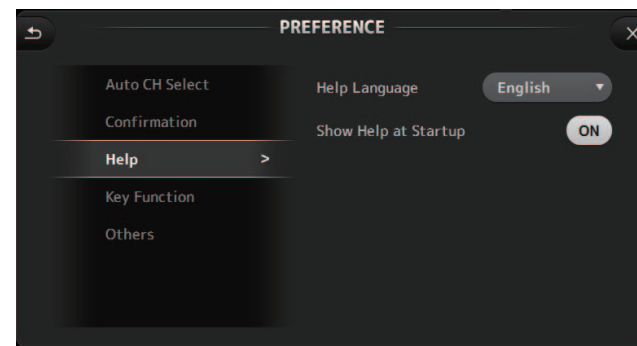 PREFERENCE
Auto CH Select
Confirmation
Help >
Key Function
Others
Help Language English
Show Help at Startup ON